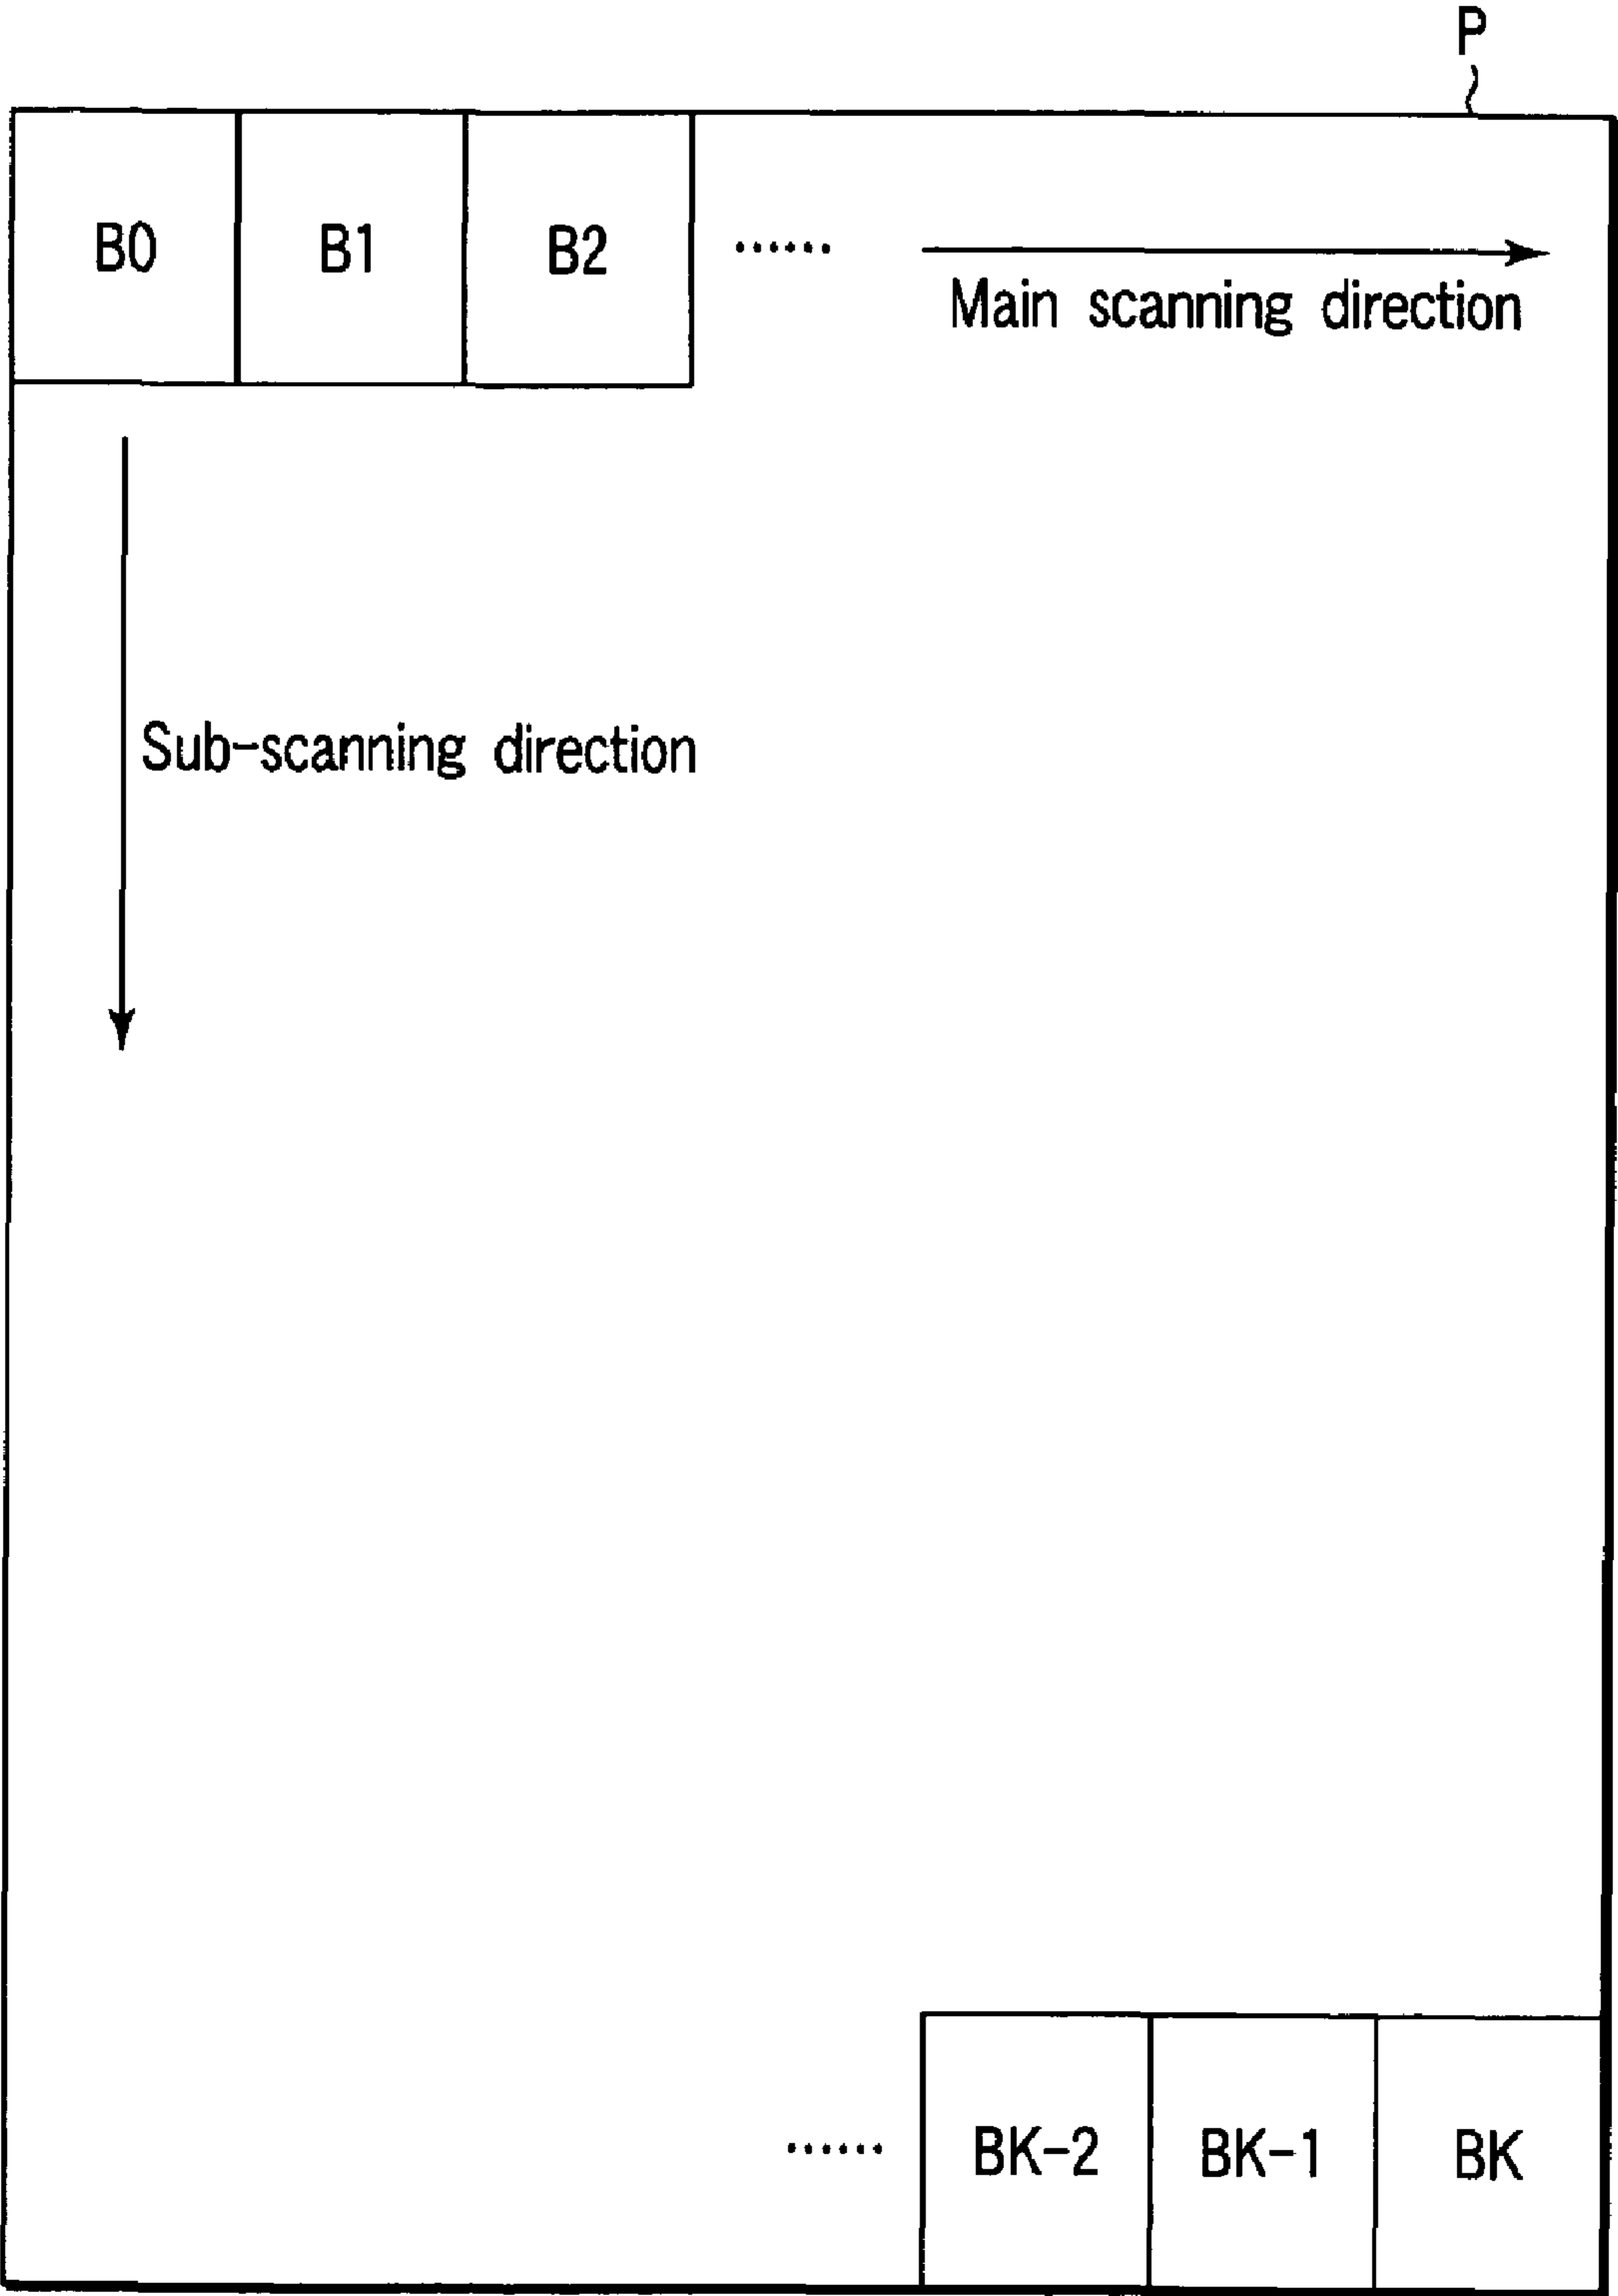 P
B0 B1 B2 ······
Main scanning direction
Sub-scanning direction
······ BK-2 BK-1 BK